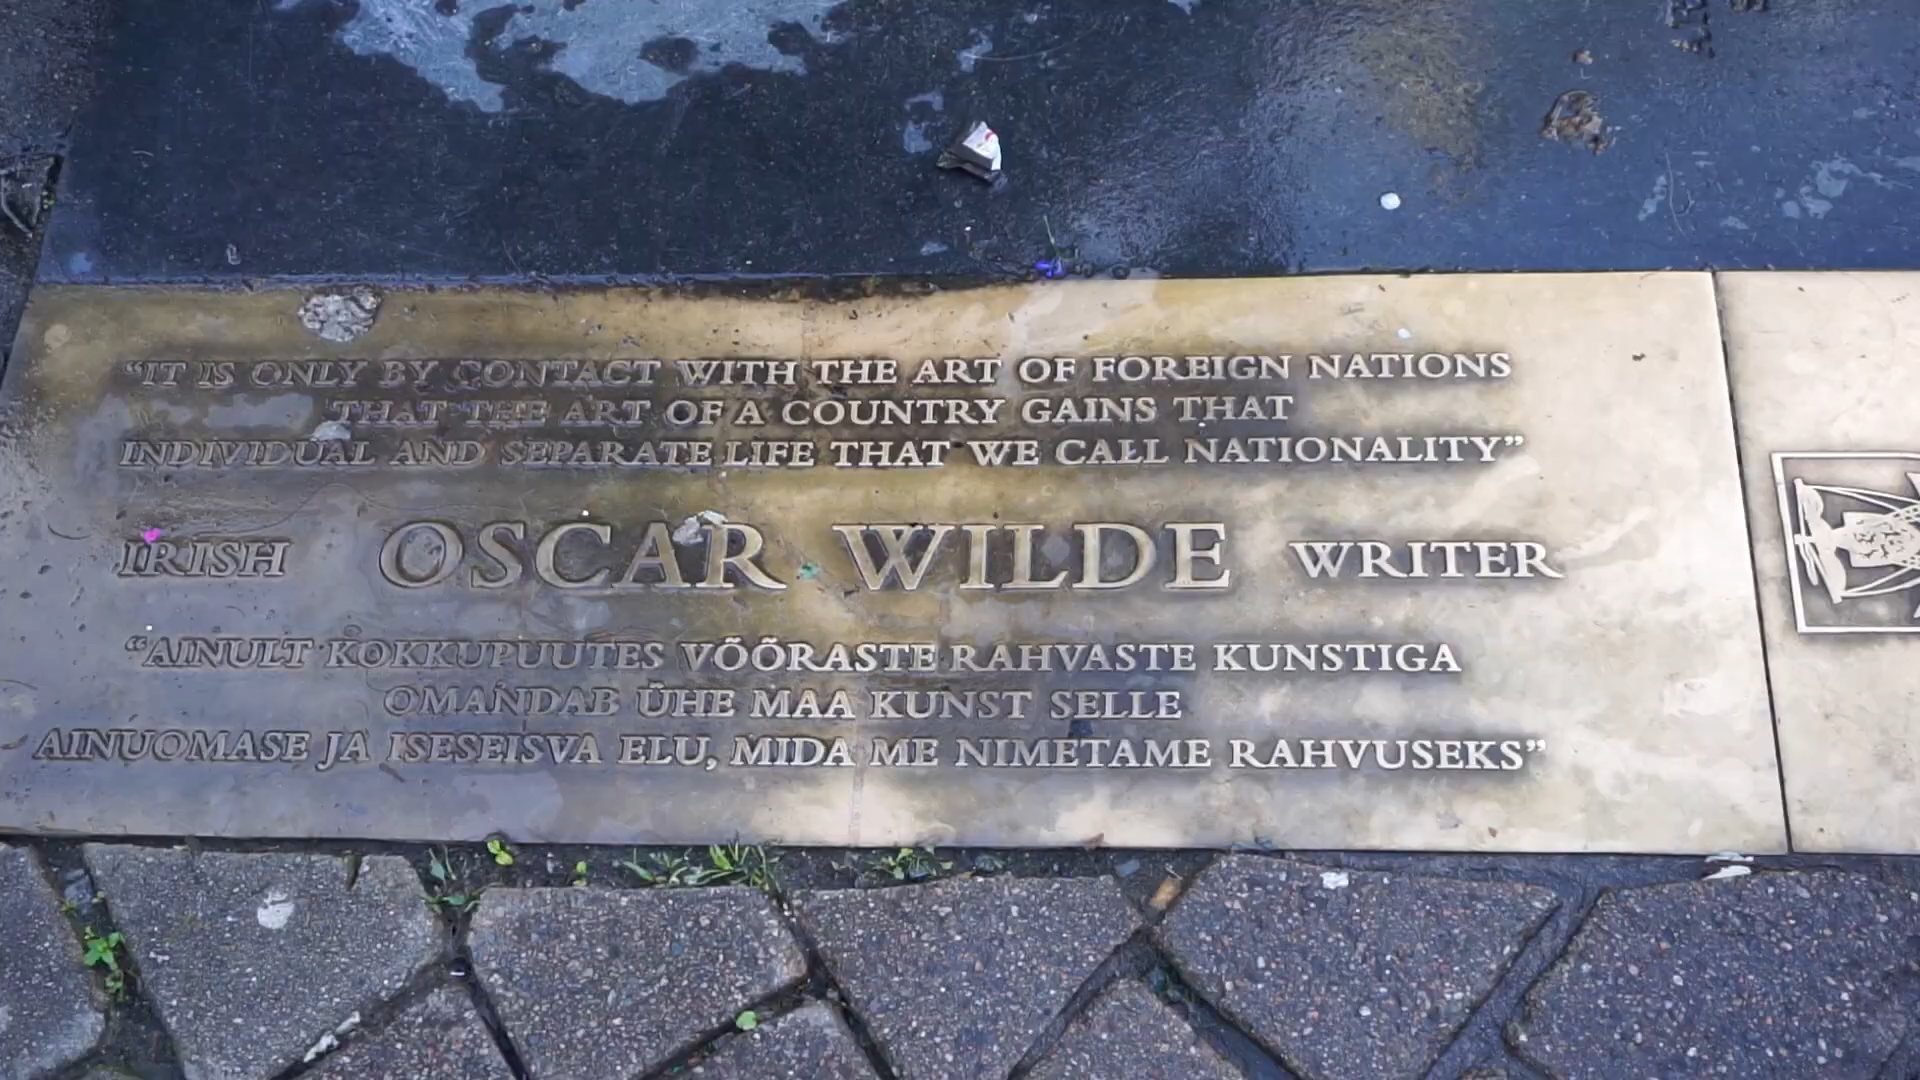 “IT IS ONLY BY CONTACT WITH THE ART OF FOREIGN NATIONS
THAT THE ART OF A COUNTRY GAINS THAT
INDIVIDUAL AND SEPARATE LIFE THAT WE CALL NATIONALITY”
IRISH OSCAR WILDE WRITER
“AINULT KOKKUPUUTES VÕÕRASTE RAHVASTE KUNSTIGA
OMANDAB ÜHE MAA KUNST SELLE
AINUOMASE JA ISESEISVA ELU, MIDA ME NIMETAME RAHVUSEKS”